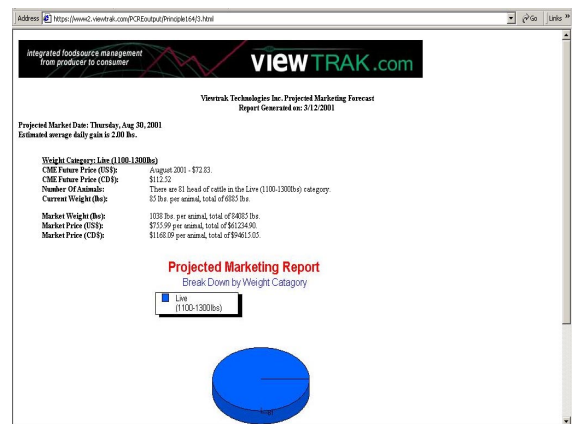 Address https://www2.viewtrak.com/PCREoutput/Principle164/3.html Go Links »
integrated foodsource management
from producer to consumer
VIEWTRAK.com
Viewtrak Technologies Inc. Projected Marketing Forecast
Report Generated on: 3/12/2001
Projected Market Date: Thursday, Aug 30, 2001
Estimated average daily gain is 2.00 lbs.
Weight Category: Live (1100-1300lbs)
CME Future Price (US$): August 2001 - $72.83.
CME Future Price (CD$): $112.52
Number Of Animals: There are 81 head of cattle in the Live (1100-1300lbs) category.
Current Weight (lbs): 85 lbs. per animal, total of 6885 lbs.
Market Weight (lbs): 1038 lbs. per animal, total of 84085 lbs.
Market Price (US$): $755.99 per animal, total of $61234.90.
Market Price (CD$): $1168.09 per animal, total of $94615.05.
Projected Marketing Report
Break Down by Weight Catagory
Live
(1100-1300lbs)